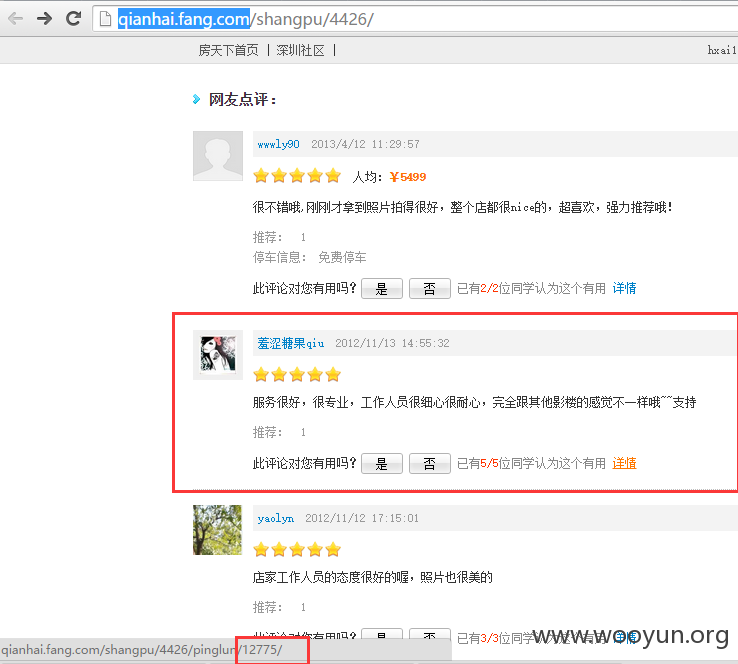 qianhai.fang.com/shangpu/4426/
房天下首页 | 深圳社区 |
hxai1
网友点评：
wwwly90 2013/4/12 11:29:57
人均：￥5499
很不错哦,刚刚才拿到照片拍得很好，整个店都很nice的，超喜欢，强力推荐哦！
推荐： 1
停车信息： 免费停车
此评论对您有用吗？ 是 否 已有2/2位同学认为这个有用 详情
羞涩糖果qiu 2012/11/13 14:55:32
服务很好，很专业，工作人员很细心很耐心，完全跟其他影楼的感觉不一样哦~~支持
推荐： 1
此评论对您有用吗？ 是 否 已有5/5位同学认为这个有用 详情
yaolyn 2012/11/12 17:15:01
店家工作人员的态度很好的喔，照片也很美的
推荐： 1
此评论对您有用吗？ 是 否 已有3/3位同学认为这个有用 详情
www.wooyun.org
qianhai.fang.com/shangpu/4426/pinglun/12775/